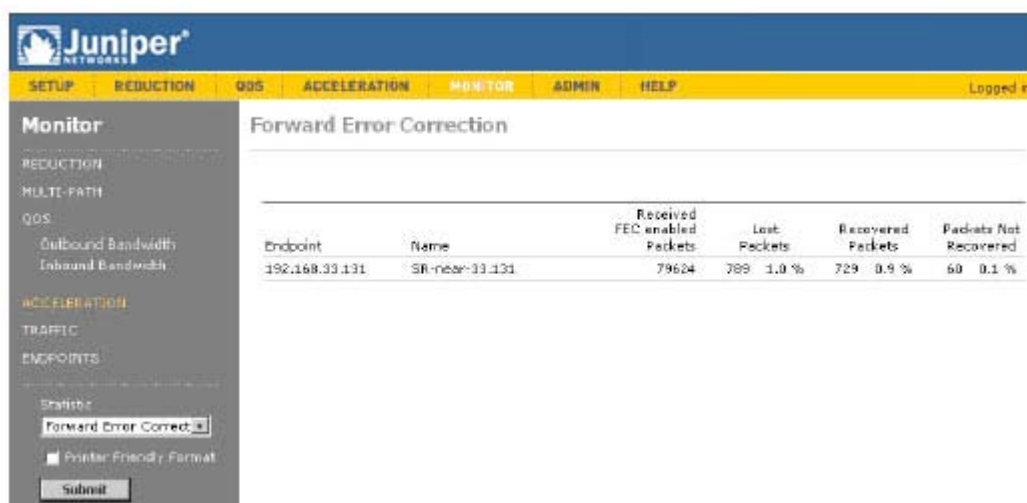 Juniper®
NETWORKS
SETUP REDUCTION QOS ACCELERATION MONITOR ADMIN HELP Logged
Monitor
REDUCTION
MULTI-PATH
QOS
Outbound Bandwidth
Inbound Bandwidth
ACCELERATION
TRAFFIC
ENDPOINTS
Statistic
Forward Error Correct
Printer Friendly Format
Submit
Forward Error Correction
Endpoint Name Received FEC enabled Packets Lost Packets Recovered Packets Packets Not Recovered
192.168.33.131 SR-near-33.131 79624 789 1.0 % 729 0.9 % 60 0.1 %